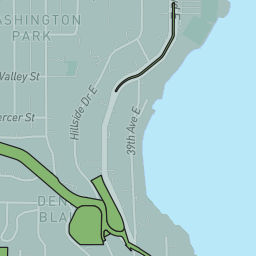 ASHINGTON
PARK
Valley St
Hillside Dr E
ercer St
39th Ave E
DEN
BLA